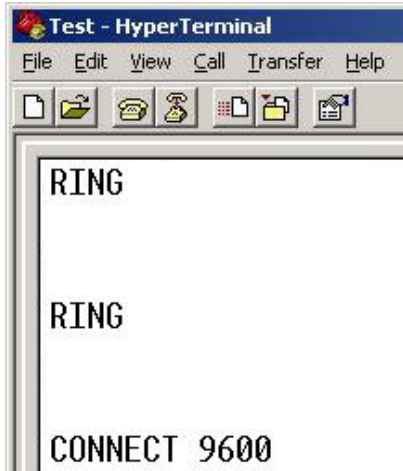 Test - HyperTerminal
File Edit View Call Transfer Help
RING
RING
CONNECT 9600